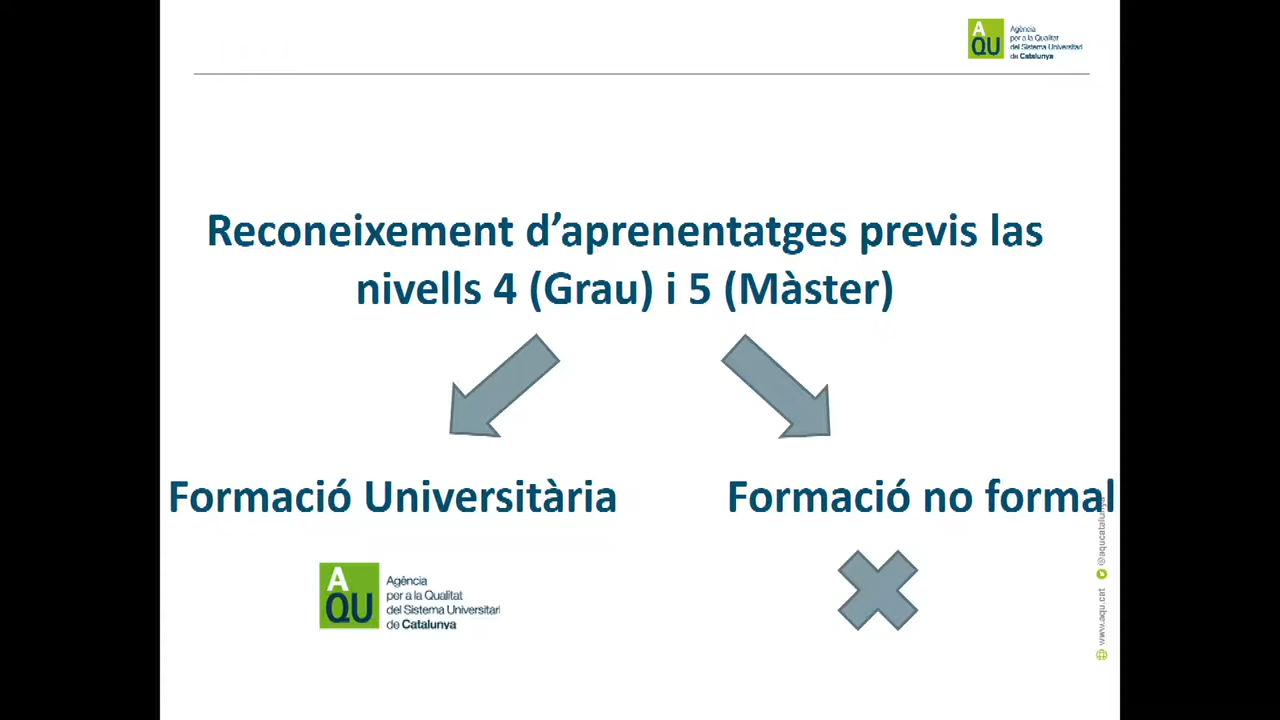 AQU
Agència
per a la Qualitat
del Sistema Universitari
de Catalunya
Reconeixement d’aprenentatges previs las
nivells 4 (Grau) i 5 (Màster)
Formació Universitària
Formació no formal
AQU
Agència
per a la Qualitat
del Sistema Universitari
de Catalunya
www.aqu.cat
@aqucatalunya